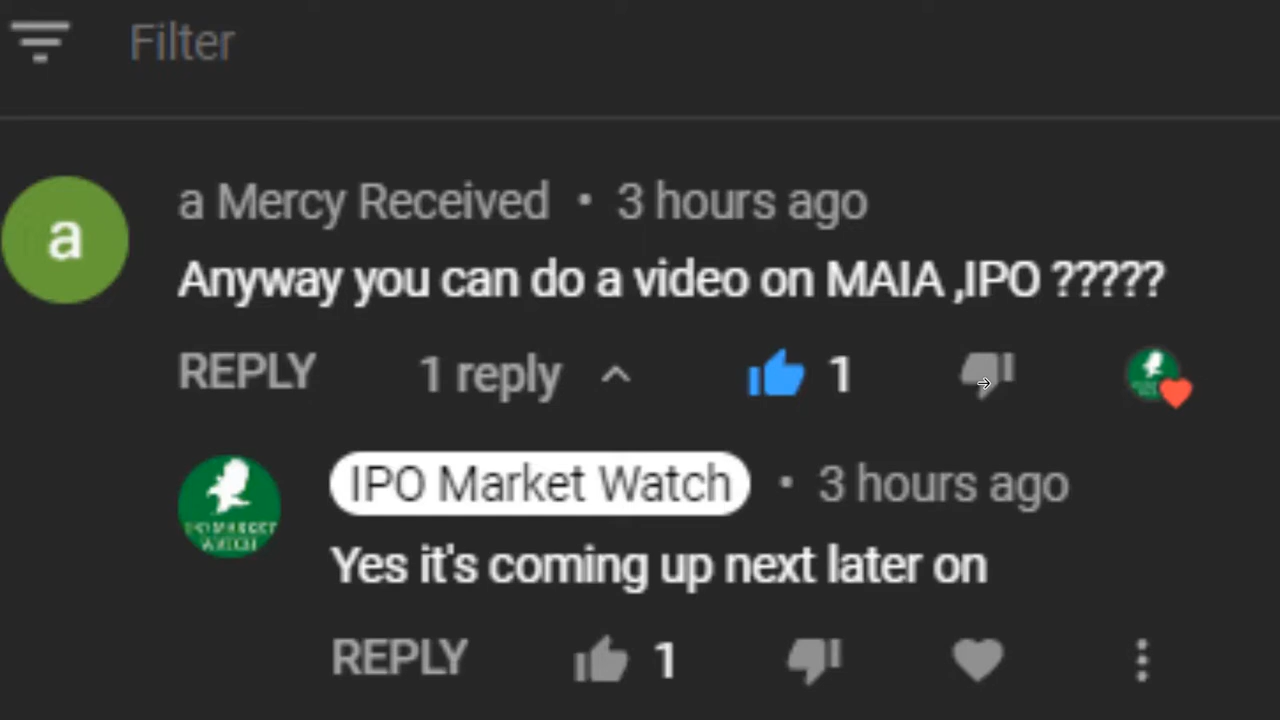 Filter
a
a Mercy Received • 3 hours ago
Anyway you can do a video on MAIA ,IPO ?????
REPLY 1 reply 1
IPO Market Watch • 3 hours ago
Yes it's coming up next later on
REPLY 1